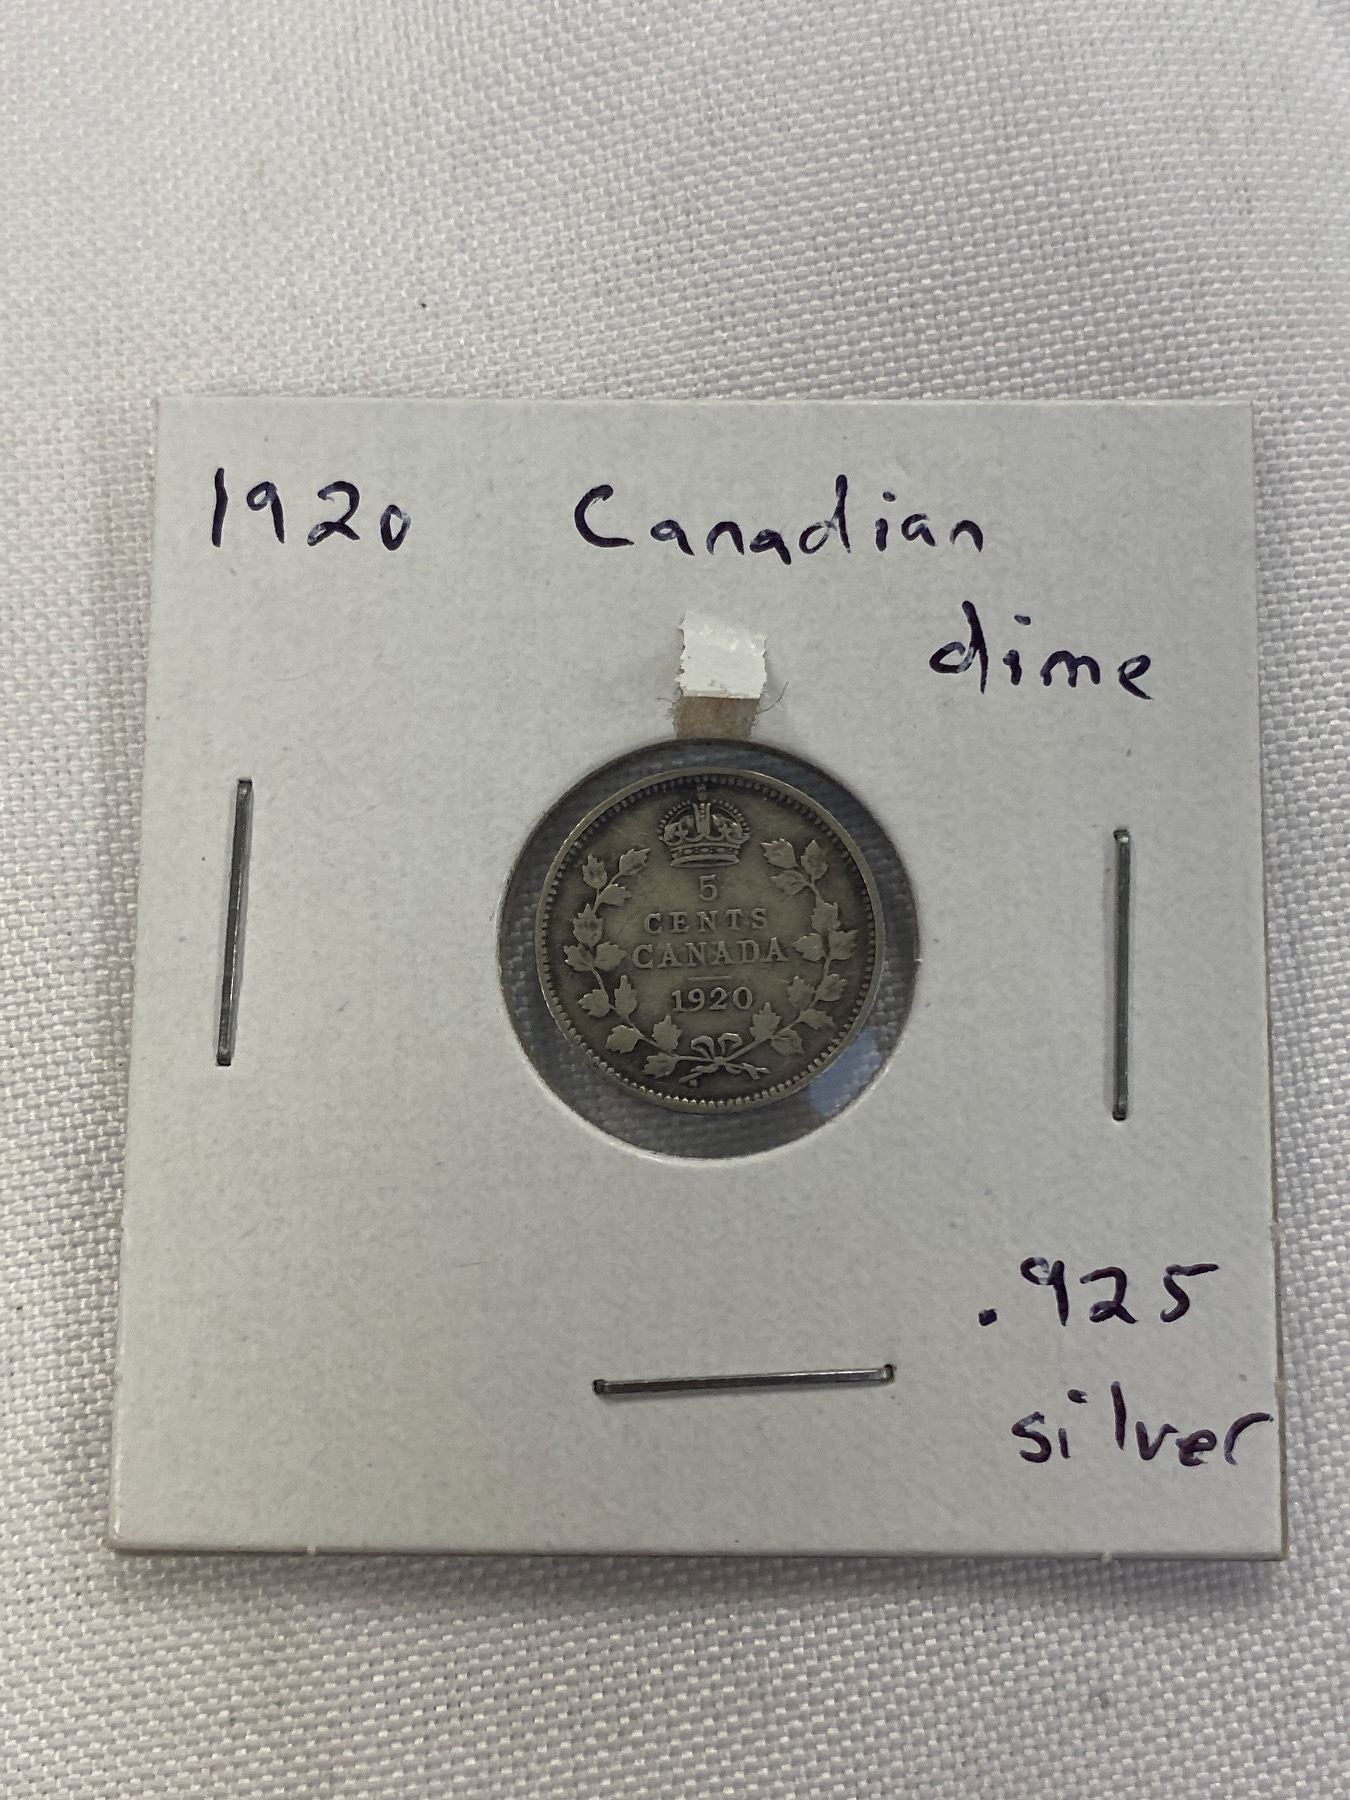 1920 Canadian
dime
5
CENTS
CANADA
1920
.925
silver